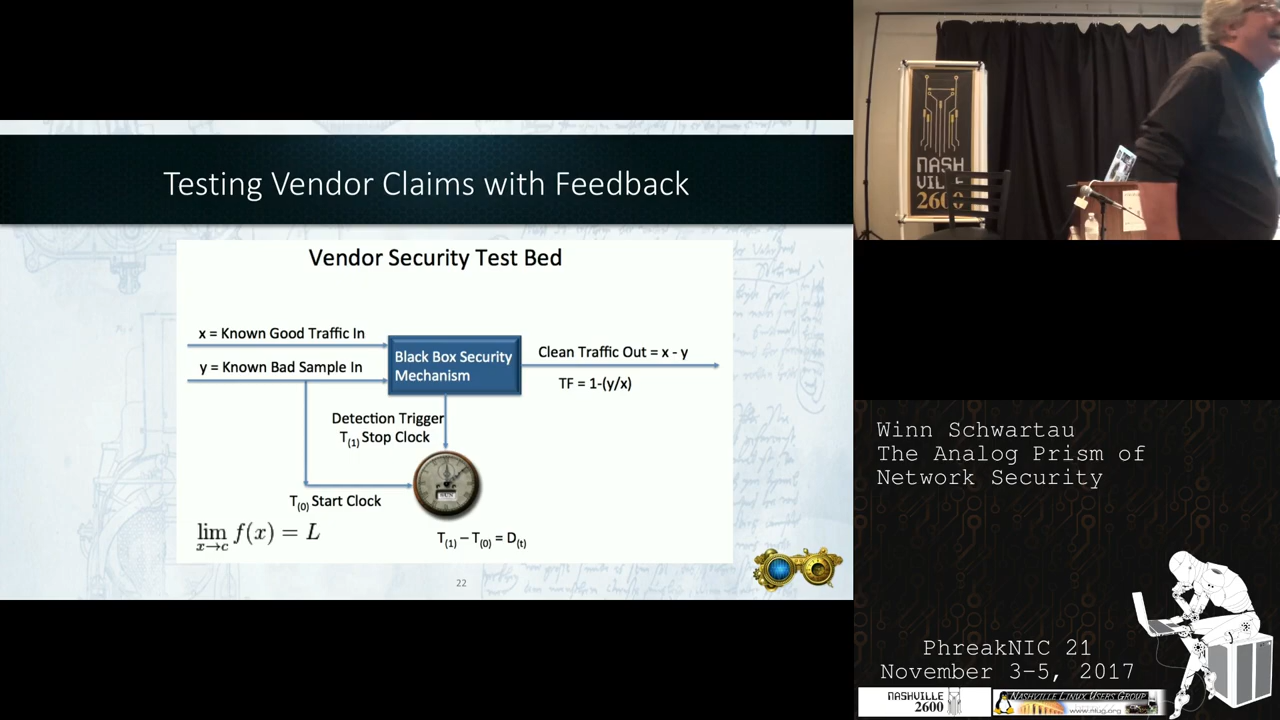 Testing Vendor Claims with Feedback
Vendor Security Test Bed
x = Known Good Traffic In
y = Known Bad Sample In
Black Box Security
Mechanism
Clean Traffic Out = x - y
TF = 1-(y/x)
Detection Trigger
T(1) Stop Clock
T(0) Start Clock
lim f(x) = L
x→c
T(1) – T(0) = D(t)
22
NASH
VILLE
2600
Winn Schwartau
The Analog Prism of
Network Security
PhreakNIC 21
November 3-5, 2017
NASHVILLE
2600
NASHVILLE LINUX USERS GROUP
www.nlug.org